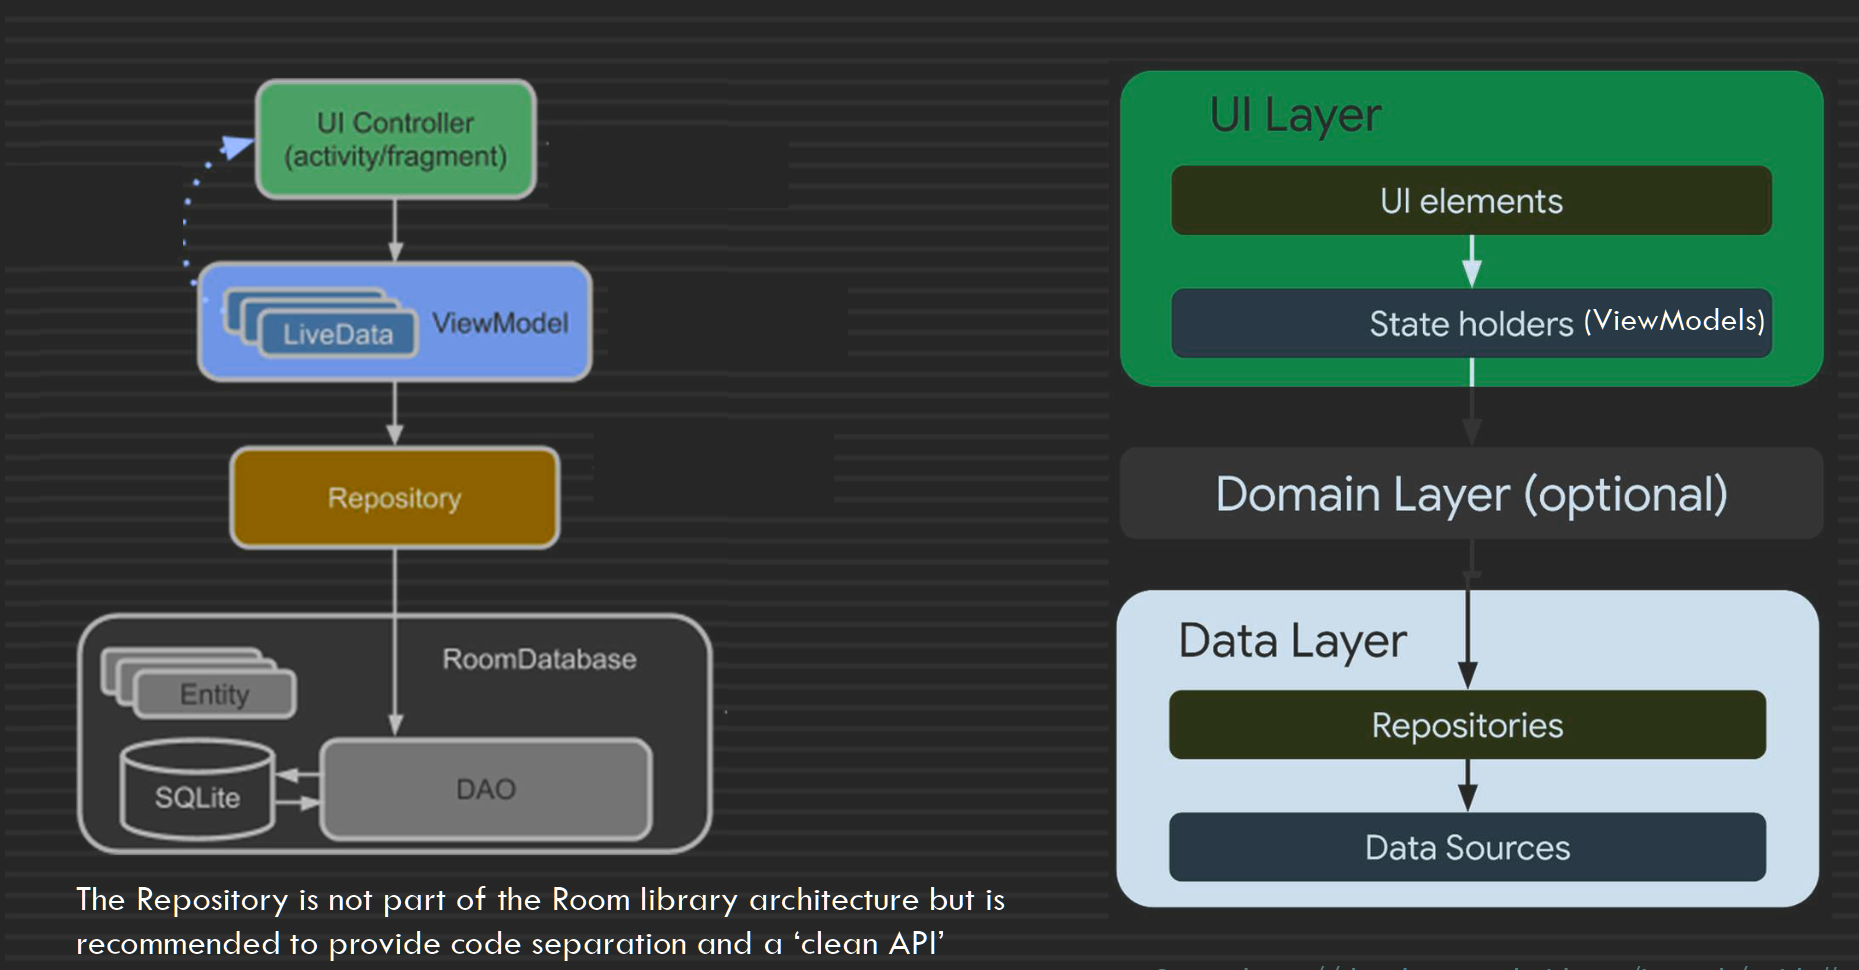 UI Controller
(activity/fragment)
LiveData
ViewModel
Repository
RoomDatabase
Entity
SQLite
DAO
The Repository is not part of the Room library architecture but is
recommended to provide code separation and a ‘clean API’
UI Layer
UI elements
State holders (ViewModels)
Domain Layer (optional)
Data Layer
Repositories
Data Sources